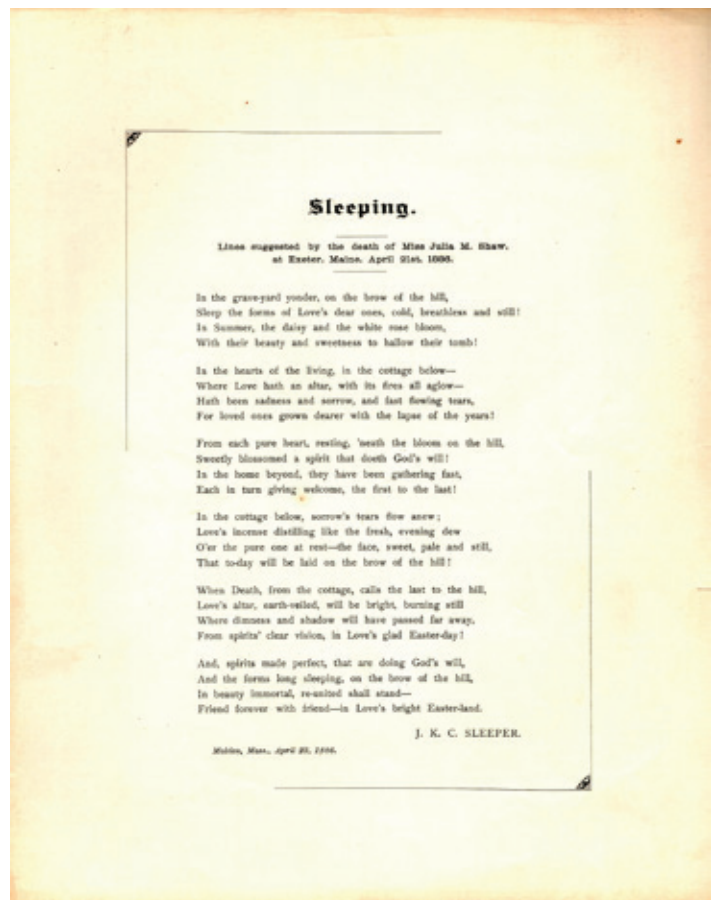 Sleeping.
Lines suggested by the death of Miss Julia M. Shaw,
at Exeter, Maine, April 21st, 1886.
In the grave-yard yonder, on the brow of the hill,
Sleep the forms of Love's dear ones, cold, breathless and still!
In Summer, the daisy and the white rose bloom,
With their beauty and sweetness to hallow their tomb!
In the hearts of the living, in the cottage below—
Where Love hath an altar, with its fires all aglow—
Hath been sadness and sorrow, and fast flowing tears,
For loved ones grown dearer with the lapse of the years!
From each pure heart, resting, 'neath the bloom on the hill,
Sweetly blossomed a spirit that doeth God's will!
In the home beyond, they have been gathering fast,
Each in turn giving welcome, the first to the last!
In the cottage below, sorrow's tears flow anew;
Love's incense distilling like the fresh, evening dew
O'er the pure one at rest—the face, sweet, pale and still,
That to-day will be laid on the brow of the hill!
When Death, from the cottage, calls the last to the hill,
Love's altar, earth-veiled, will be bright, burning still
Where dimness and shadow will have passed far away,
From spirits' clear vision, in Love's glad Easter-day!
And, spirits made perfect, that are doing God's will,
And the forms long sleeping, on the brow of the hill,
In beauty immortal, re-united shall stand—
Friend forever with friend—in Love's bright Easter-land.
J. K. C. SLEEPER.
Malden, Mass., April 23, 1886.